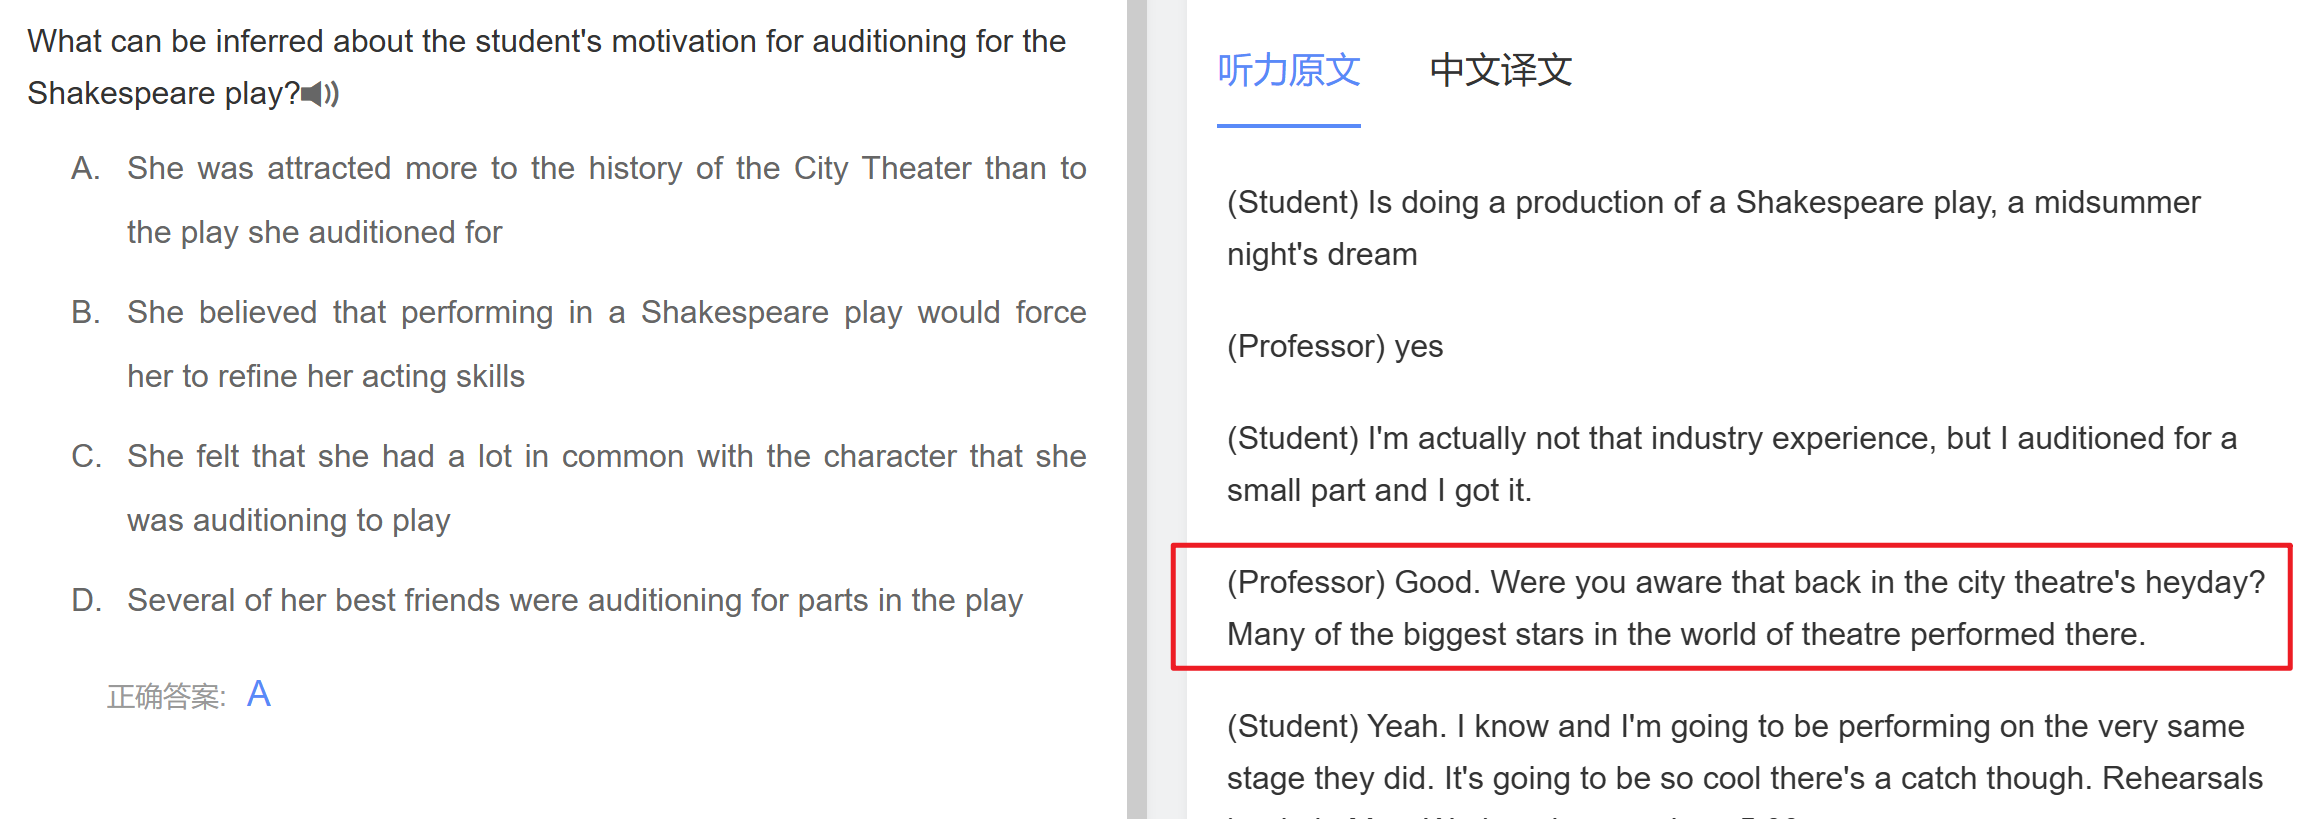 What can be inferred about the student's motivation for auditioning for the
Shakespeare play?
A. She was attracted more to the history of the City Theater than to
the play she auditioned for
B. She believed that performing in a Shakespeare play would force
her to refine her acting skills
C. She felt that she had a lot in common with the character that she
was auditioning to play
D. Several of her best friends were auditioning for parts in the play
正确答案: A
听力原文 中文译文
(Student) Is doing a production of a Shakespeare play, a midsummer
night's dream
(Professor) yes
(Student) I'm actually not that industry experience, but I auditioned for a
small part and I got it.
(Professor) Good. Were you aware that back in the city theatre's heyday?
Many of the biggest stars in the world of theatre performed there.
(Student) Yeah. I know and I'm going to be performing on the very same
stage they did. It's going to be so cool there's a catch though. Rehearsals